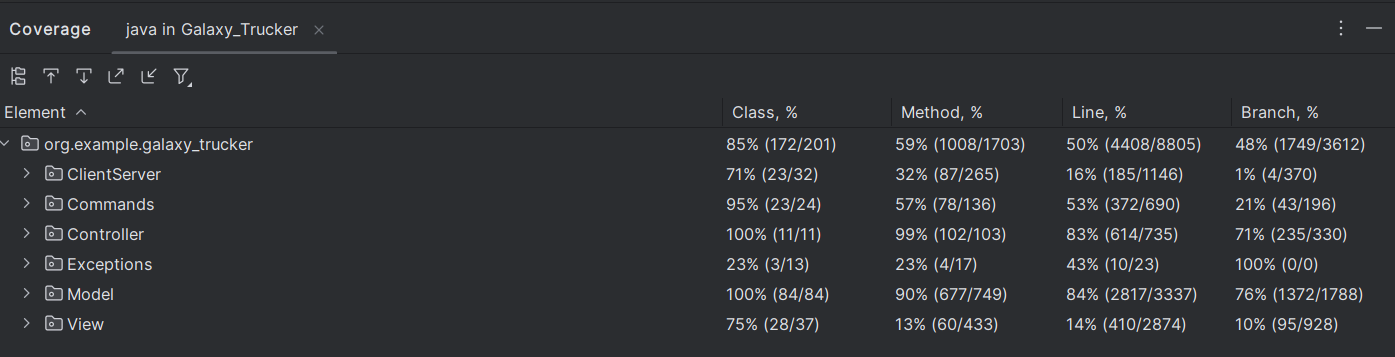 Coverage java in Galaxy_Trucker
Element Class, % Method, % Line, % Branch, %
org.example.galaxy_trucker 85% (172/201) 59% (1008/1703) 50% (4408/8805) 48% (1749/3612)
ClientServer 71% (23/32) 32% (87/265) 16% (185/1146) 1% (4/370)
Commands 95% (23/24) 57% (78/136) 53% (372/690) 21% (43/196)
Controller 100% (11/11) 99% (102/103) 83% (614/735) 71% (235/330)
Exceptions 23% (3/13) 23% (4/17) 43% (10/23) 100% (0/0)
Model 100% (84/84) 90% (677/749) 84% (2817/3337) 76% (1372/1788)
View 75% (28/37) 13% (60/433) 14% (410/2874) 10% (95/928)